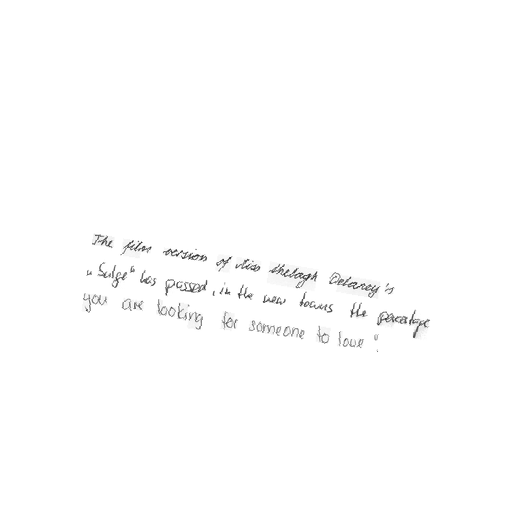 The film version of Miss Shelagh Delaney's
"Sulge" has passed, in the new towns the percentage
you are looking for someone to love!